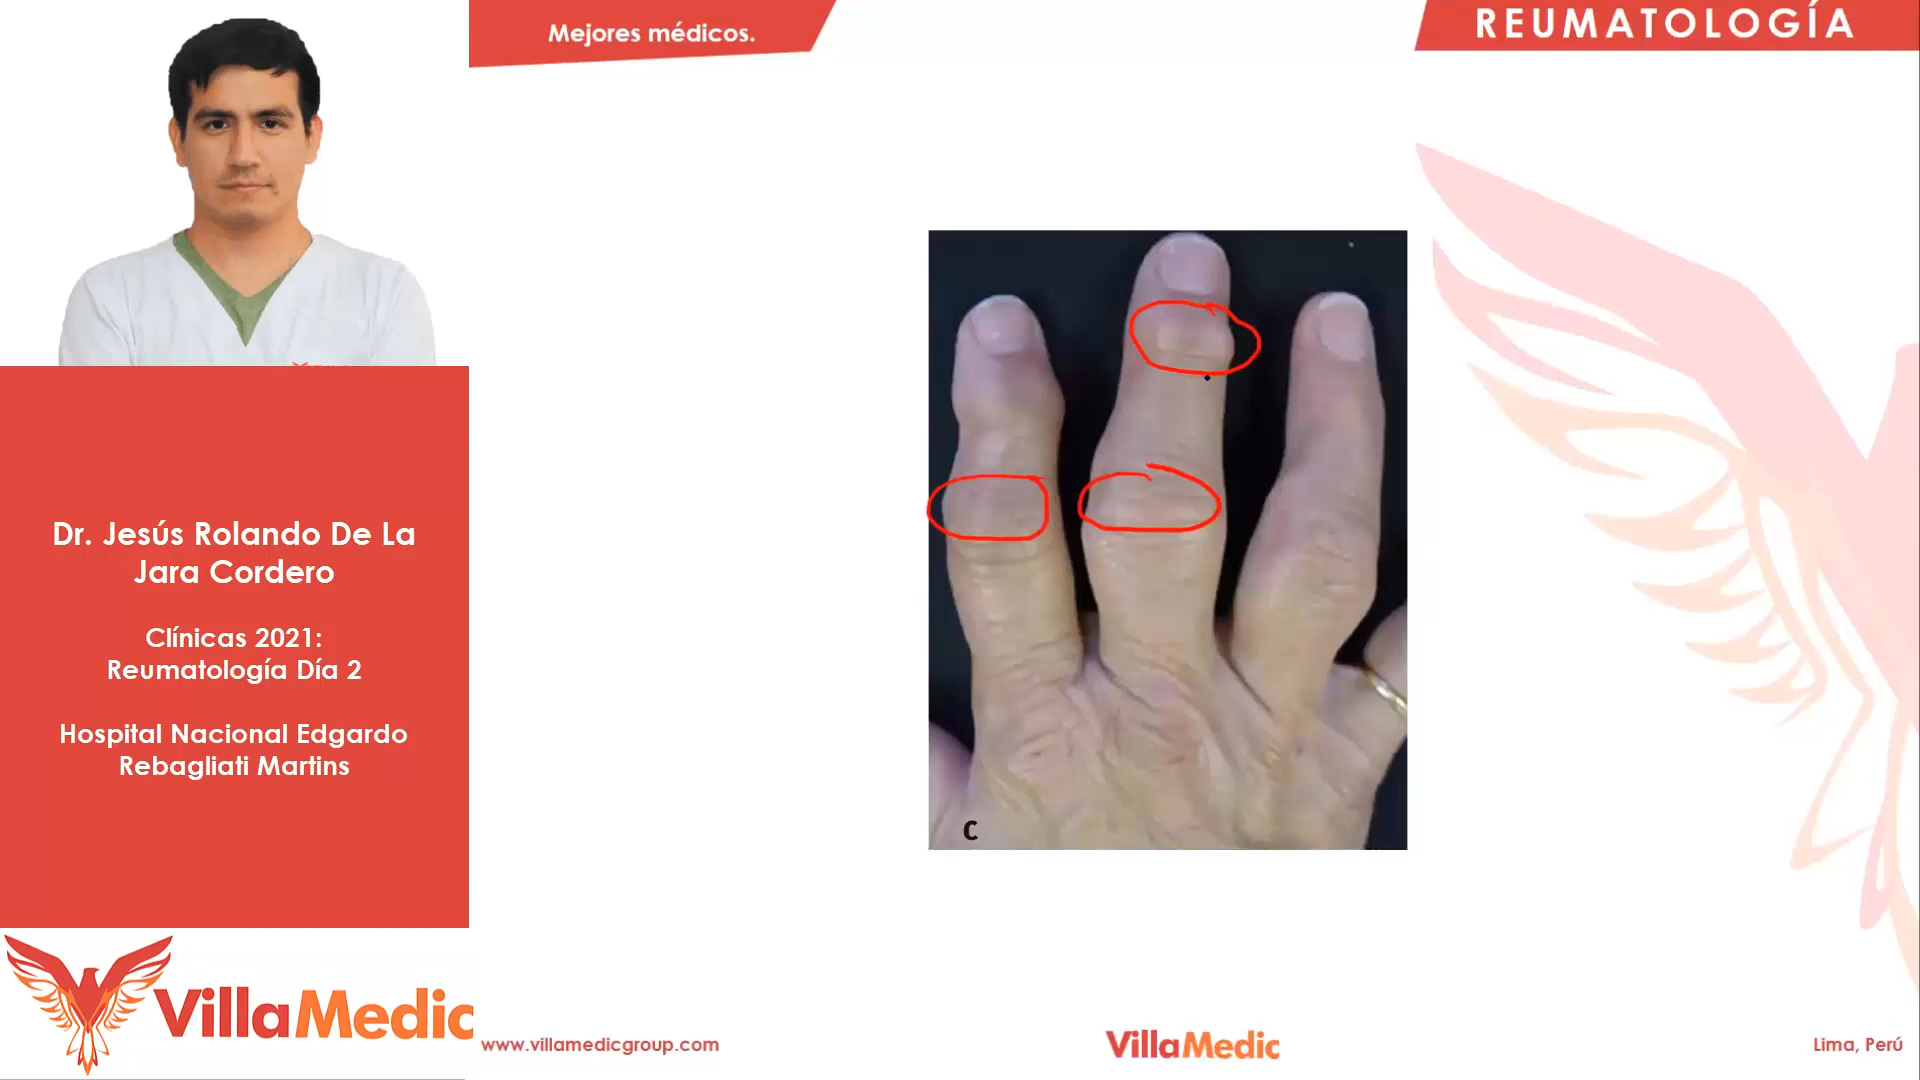 Mejores médicos.
REUMATOLOGÍA
Dr. Jesús Rolando De La
Jara Cordero
Clínicas 2021:
Reumatología Día 2
Hospital Nacional Edgardo
Rebagliati Martins
C
VillaMedic
www.villamedicgroup.com
VillaMedic
Lima, Perú